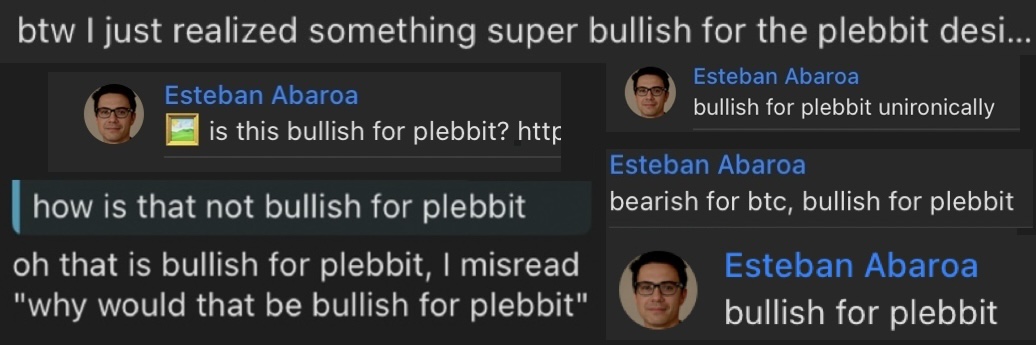 btw I just realized something super bullish for the plebbit desi...
Esteban Abaroa
is this bullish for plebbit? http
how is that not bullish for plebbit
oh that is bullish for plebbit, I misread
"why would that be bullish for plebbit"
Esteban Abaroa
bullish for plebbit unironically
Esteban Abaroa
bearish for btc, bullish for plebbit
Esteban Abaroa
bullish for plebbit